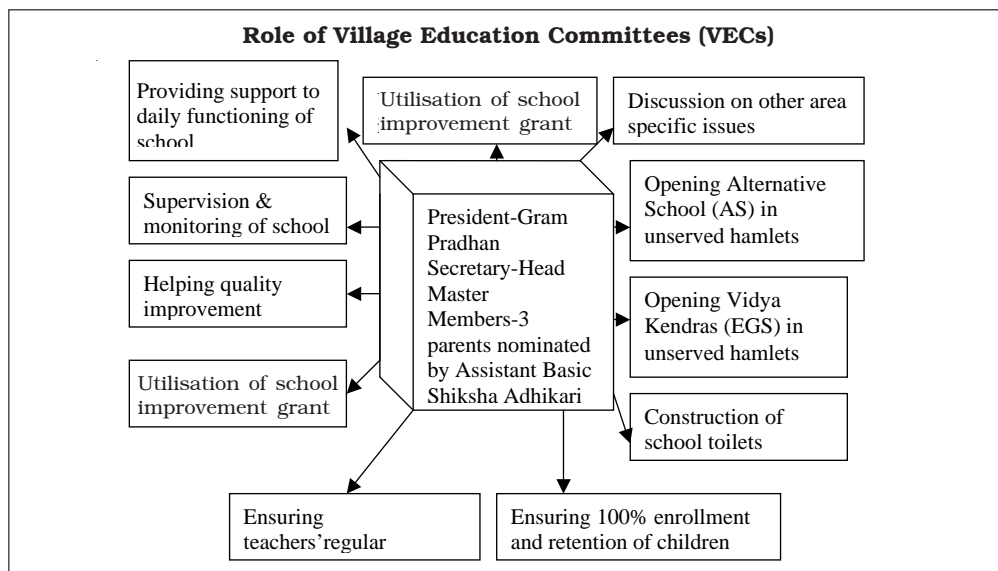 Role of Village Education Committees (VECs)
Providing support to
daily functioning of
school
Utilisation of school
improvement grant
Discussion on other area
specific issues
Supervision &
monitoring of school
Helping quality
improvement
Utilisation of school
improvement grant
President-Gram
Pradhan
Secretary-Head
Master
Members-3
parents nominated
by Assistant Basic
Shiksha Adhikari
Opening Alternative
School (AS) in
unserved hamlets
Opening Vidya
Kendras (EGS) in
unserved hamlets
Construction of
school toilets
Ensuring
teachers'regular
Ensuring 100% enrollment
and retention of children